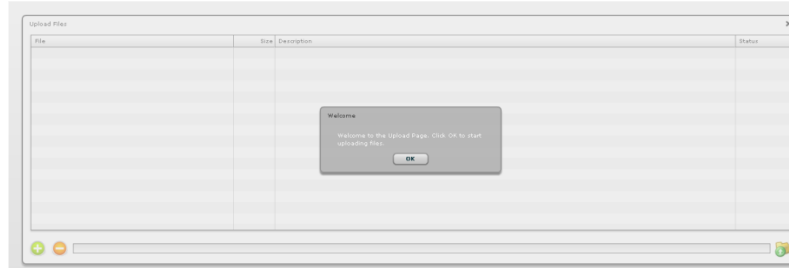 Upload Files
File Size Description Status
Welcome
Welcome to the Upload Page. Click OK to start
uploading files.
OK